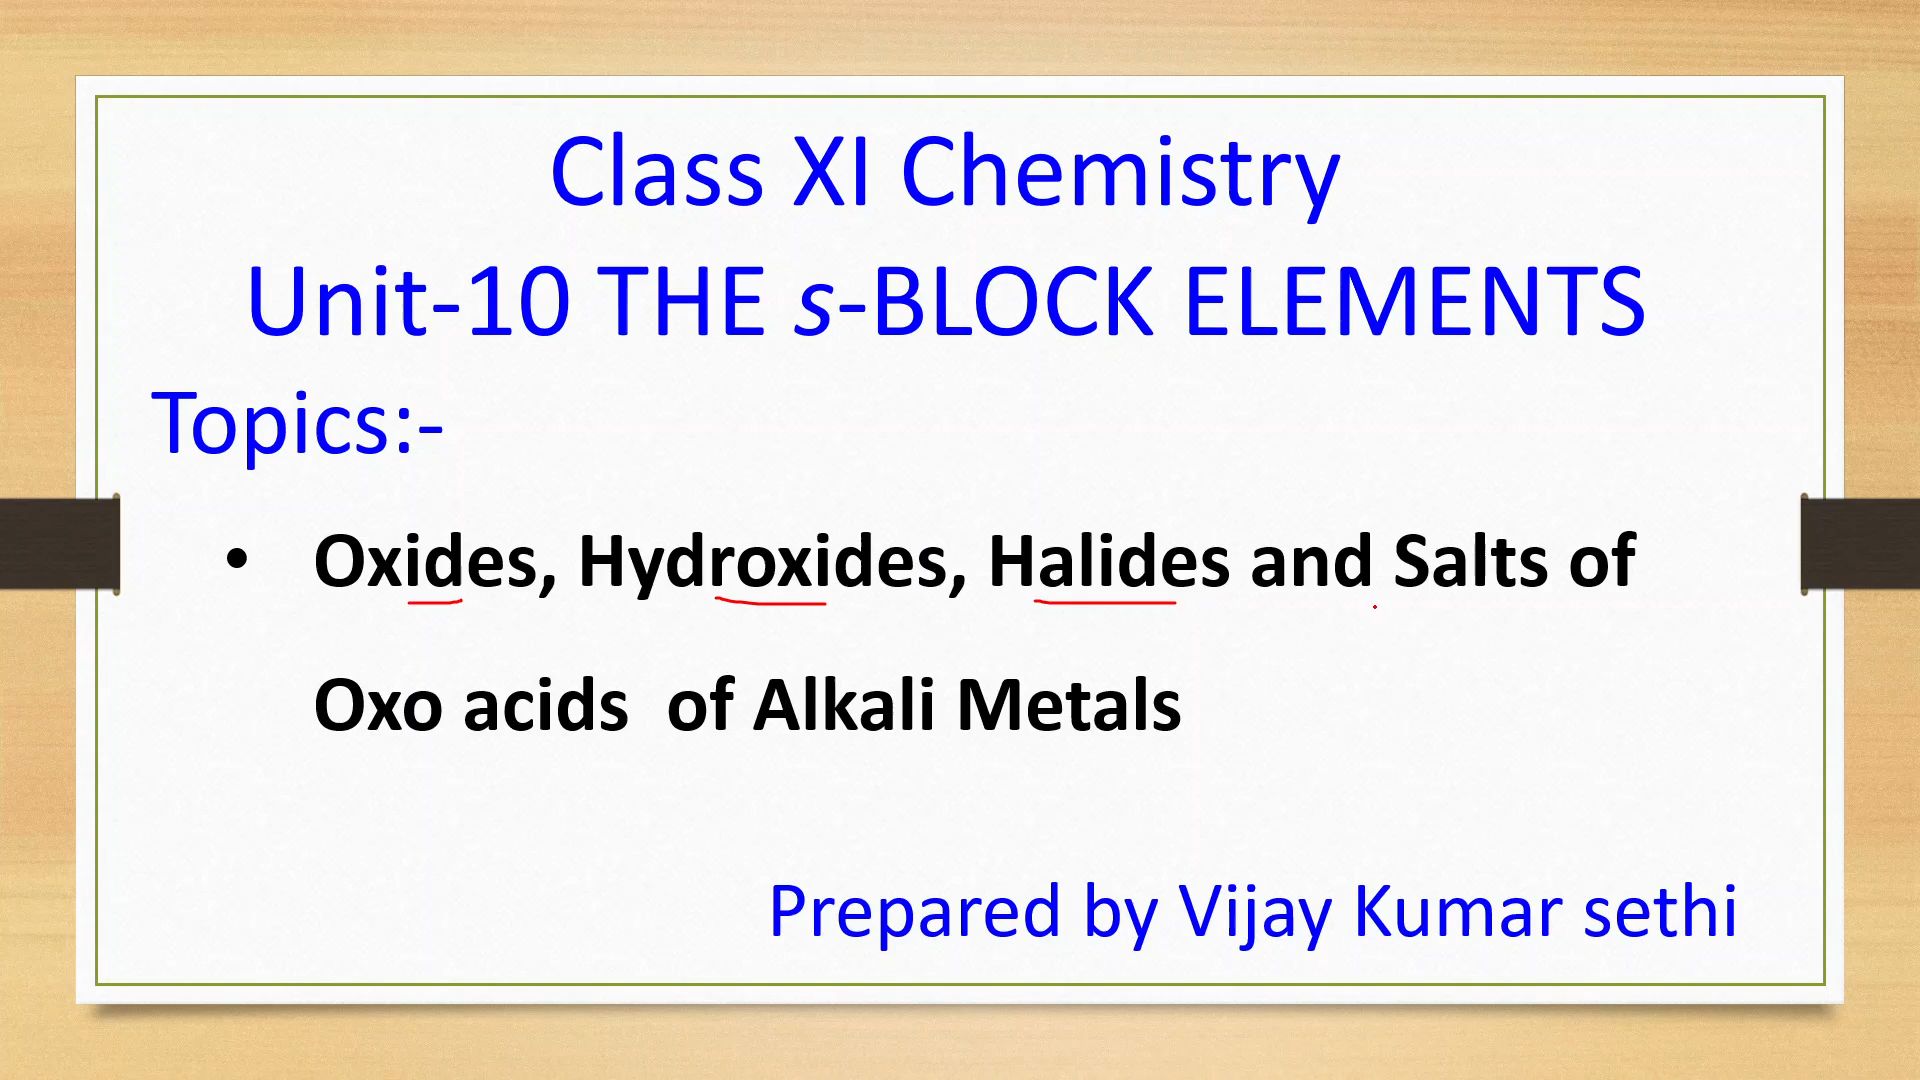 Class XI Chemistry
Unit-10 THE s-BLOCK ELEMENTS
Topics:-
• Oxides, Hydroxides, Halides and Salts of
Oxo acids of Alkali Metals
Prepared by Vijay Kumar sethi